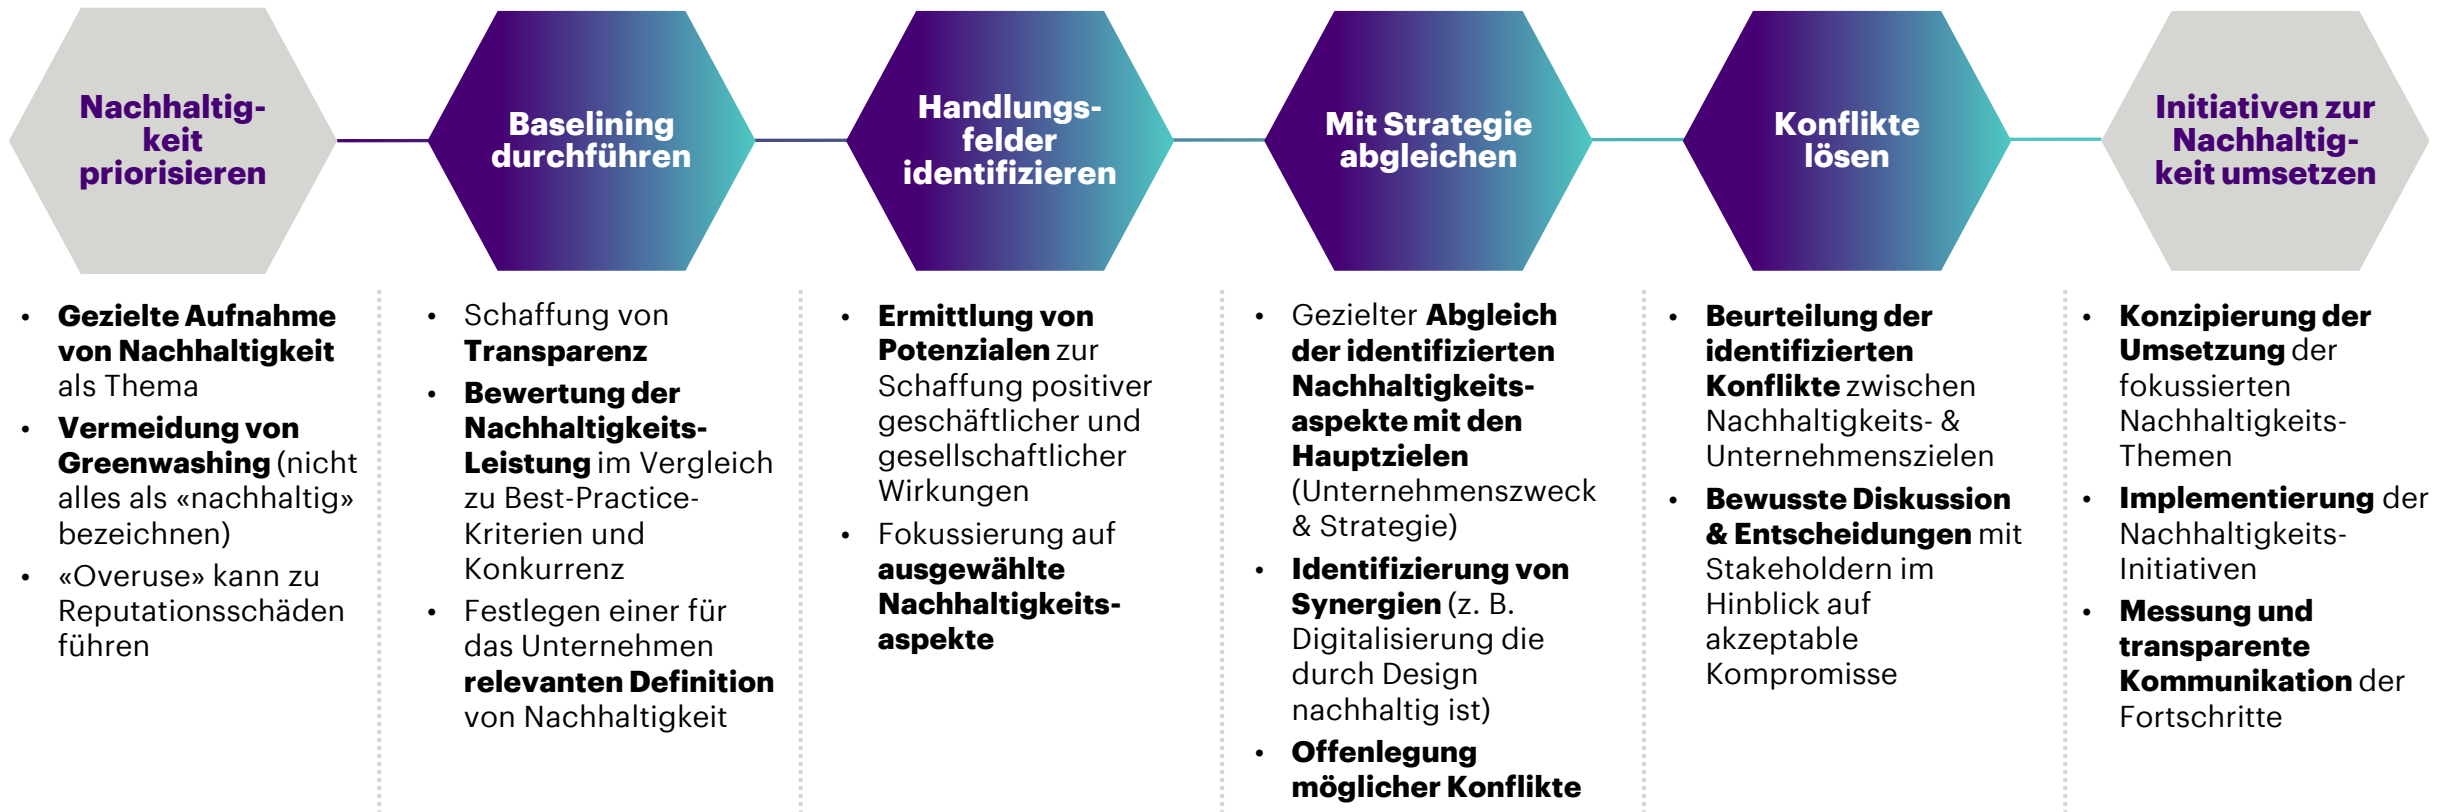 Nachhaltig-
keit
priorisieren
Baselining
durchführen
Handlungs-
felder
identifizieren
Mit Strategie
abgleichen
Konflikte
lösen
Initiativen zur
Nachhaltig-
keit umsetzen
• Gezielte Aufnahme
von Nachhaltigkeit
als Thema
• Vermeidung von
Greenwashing (nicht
alles als «nachhaltig»
bezeichnen)
• «Overuse» kann zu
Reputationsschäden
führen
• Schaffung von
Transparenz
• Bewertung der
Nachhaltigkeits-
Leistung im Vergleich
zu Best-Practice-
Kriterien und
Konkurrenz
• Festlegen einer für
das Unternehmen
relevanten Definition
von Nachhaltigkeit
• Ermittlung von
Potenzialen zur
Schaffung positiver
geschäftlicher und
gesellschaftlicher
Wirkungen
• Fokussierung auf
ausgewählte
Nachhaltigkeits-
aspekte
• Gezielter Abgleich
der identifizierten
Nachhaltigkeits-
aspekte mit den
Hauptzielen
(Unternehmenszweck
& Strategie)
• Identifizierung von
Synergien (z. B.
Digitalisierung die
durch Design
nachhaltig ist)
• Offenlegung
möglicher Konflikte
• Beurteilung der
identifizierten
Konflikte zwischen
Nachhaltigkeits- &
Unternehmenszielen
• Bewusste Diskussion
& Entscheidungen mit
Stakeholdern im
Hinblick auf
akzeptable
Kompromisse
• Konzipierung der
Umsetzung der
fokussierten
Nachhaltigkeits-
Themen
• Implementierung der
Nachhaltigkeits-
Initiativen
• Messung und
transparente
Kommunikation der
Fortschritte